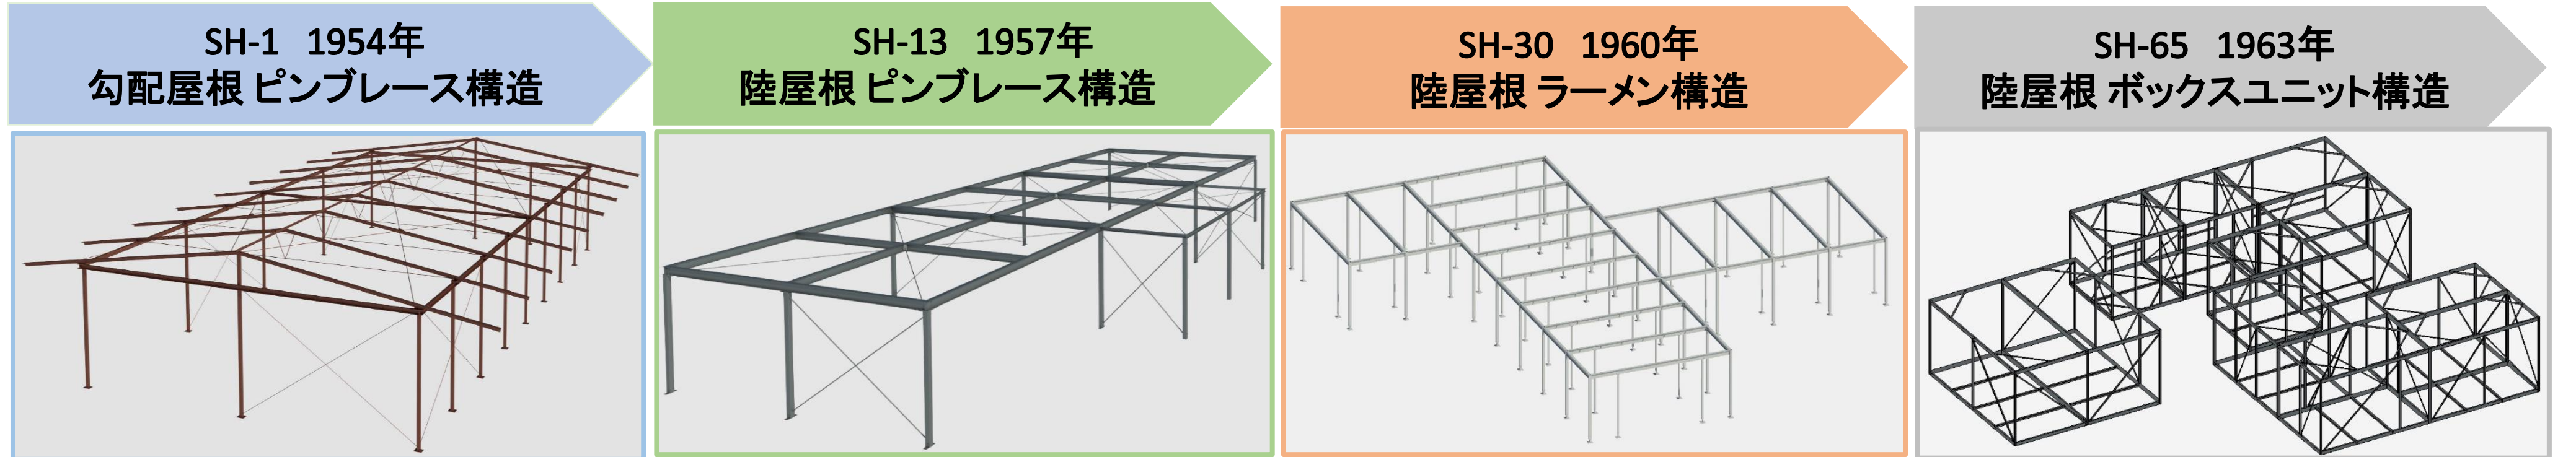 SH-1 1954年
勾配屋根 ピンブレース構造
SH-13 1957年
陸屋根 ピンブレース構造
SH-30 1960年
陸屋根 ラーメン構造
SH-65 1963年
陸屋根 ボックスユニット構造